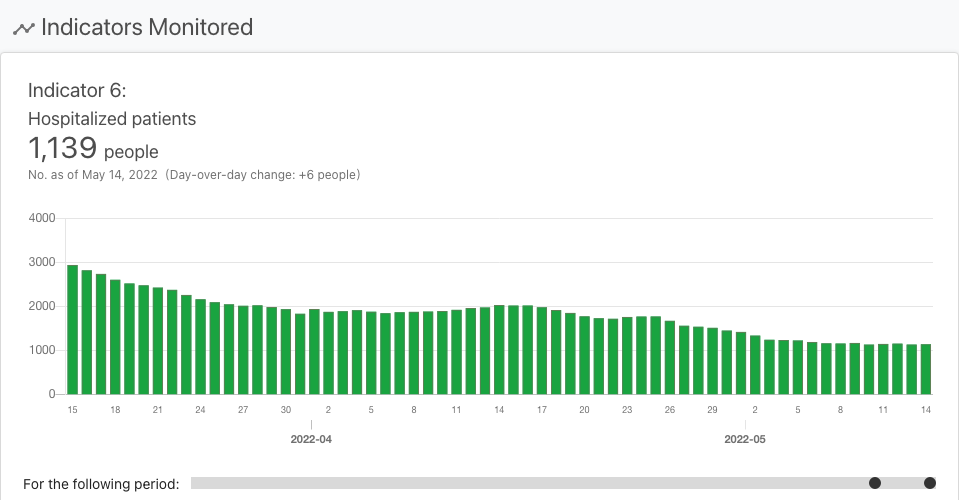 Indicators Monitored
Indicator 6:
Hospitalized patients
1,139 people
No. as of May 14, 2022 (Day-over-day change: +6 people)
4000
3000
2000
1000
0
15 18 21 24 27 30 2 5 8 11 14 17 20 23 26 29 2 5 8 11 14
2022-04 2022-05
For the following period: